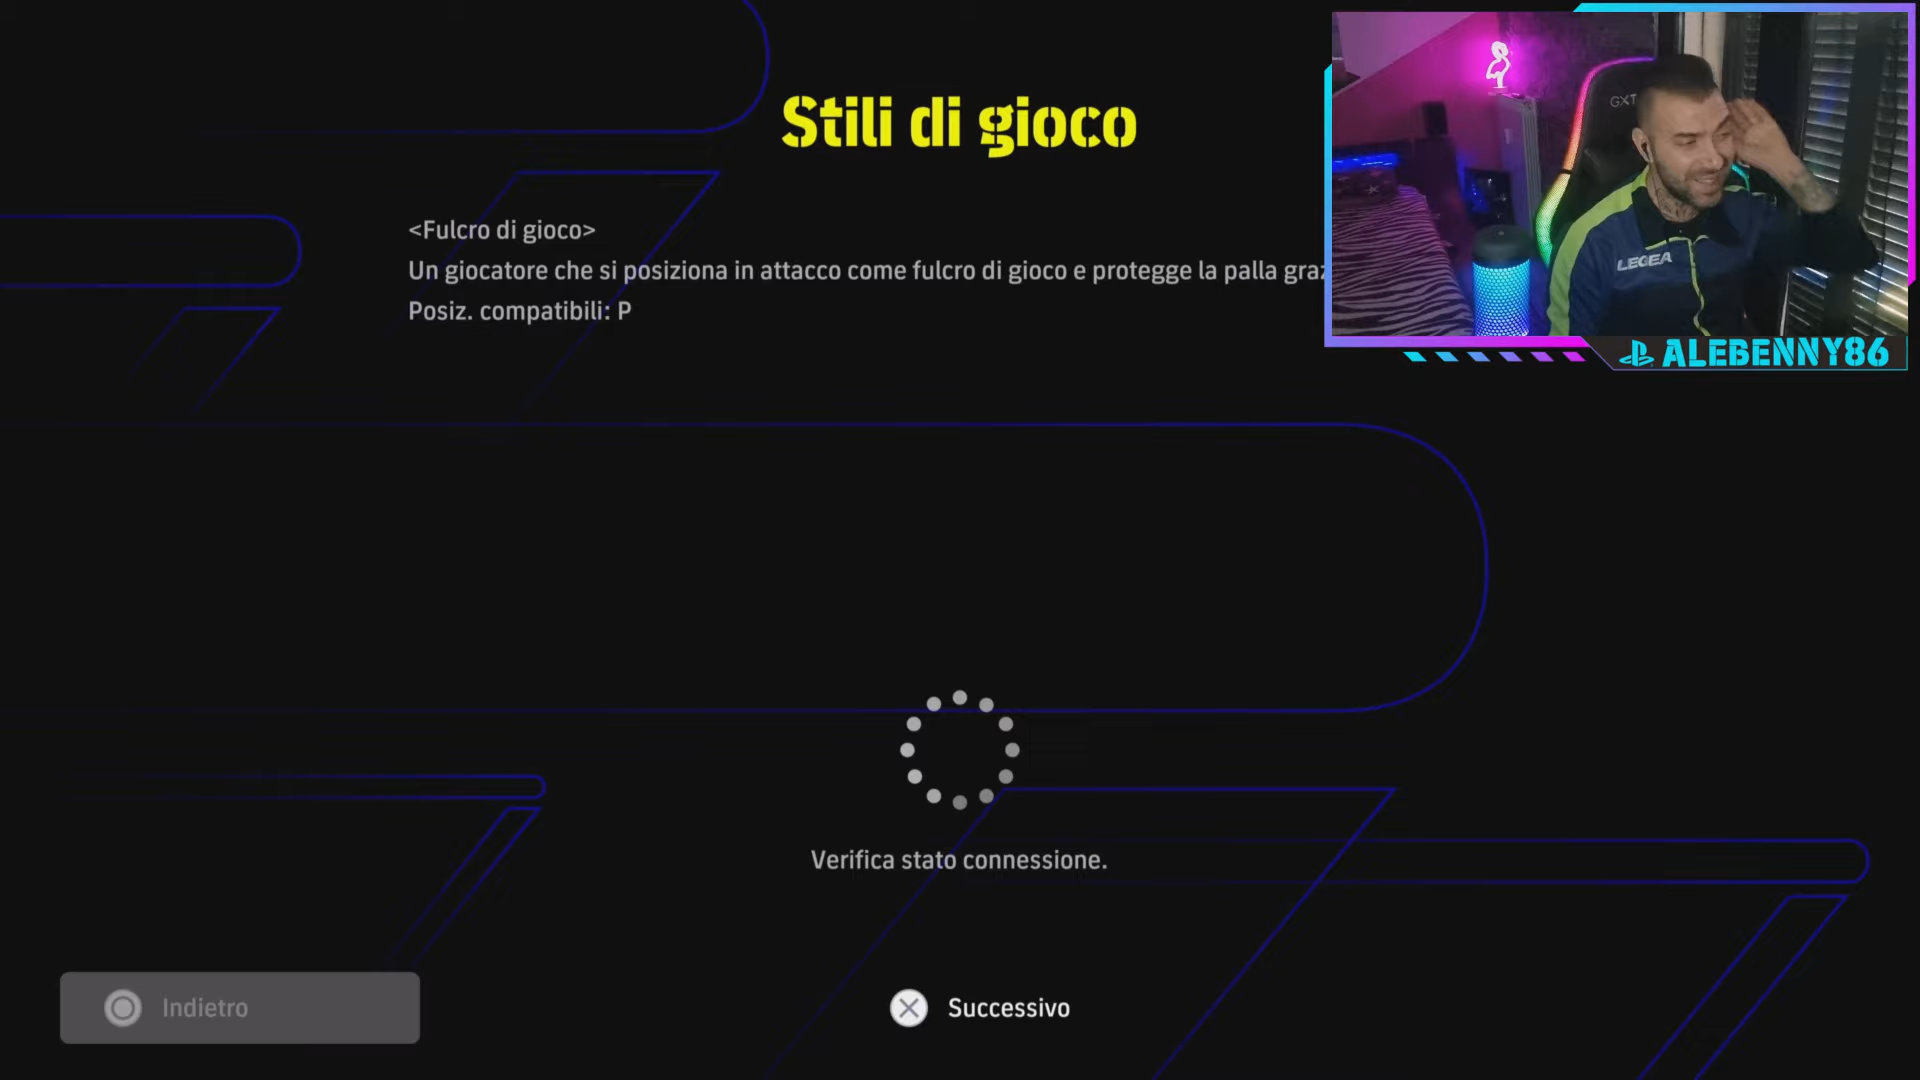 Stili di gioco
<Fulcro di gioco>
Un giocatore che si posiziona in attacco come fulcro di gioco e protegge la palla
Posiz. compatibili: P
GXT
LEGEA
ALEBENNY86
Verifica stato connessione.
Indietro
Successivo